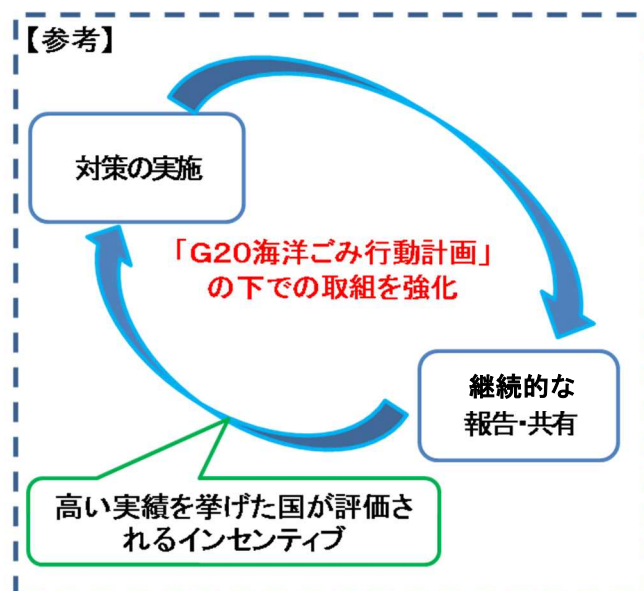 【参考】
対策の実施
「G20海洋ごみ行動計画」
の下での取組を強化
継続的な
報告・共有
高い実績を挙げた国が評価さ
れるインセンティブ